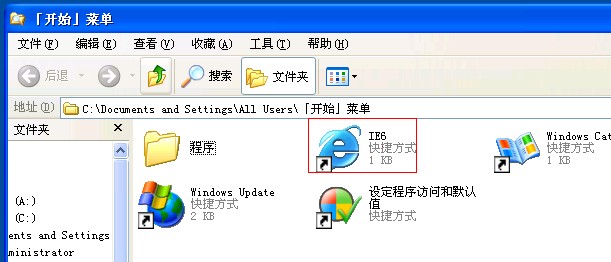 「开始」菜单
文件(F) 编辑(E) 查看(V) 收藏(A) 工具(T) 帮助(H)
后退 搜索 文件夹
地址(D) C:\Documents and Settings\All Users\「开始」菜单
文件夹
程序
IE6
快捷方式
1 KB
Windows Cat
快捷方式
1 KB
Windows Update
快捷方式
2 KB
设定程序访问和默认
值
快捷方式
(A:)
(C:)
ents and Settings
ministrator